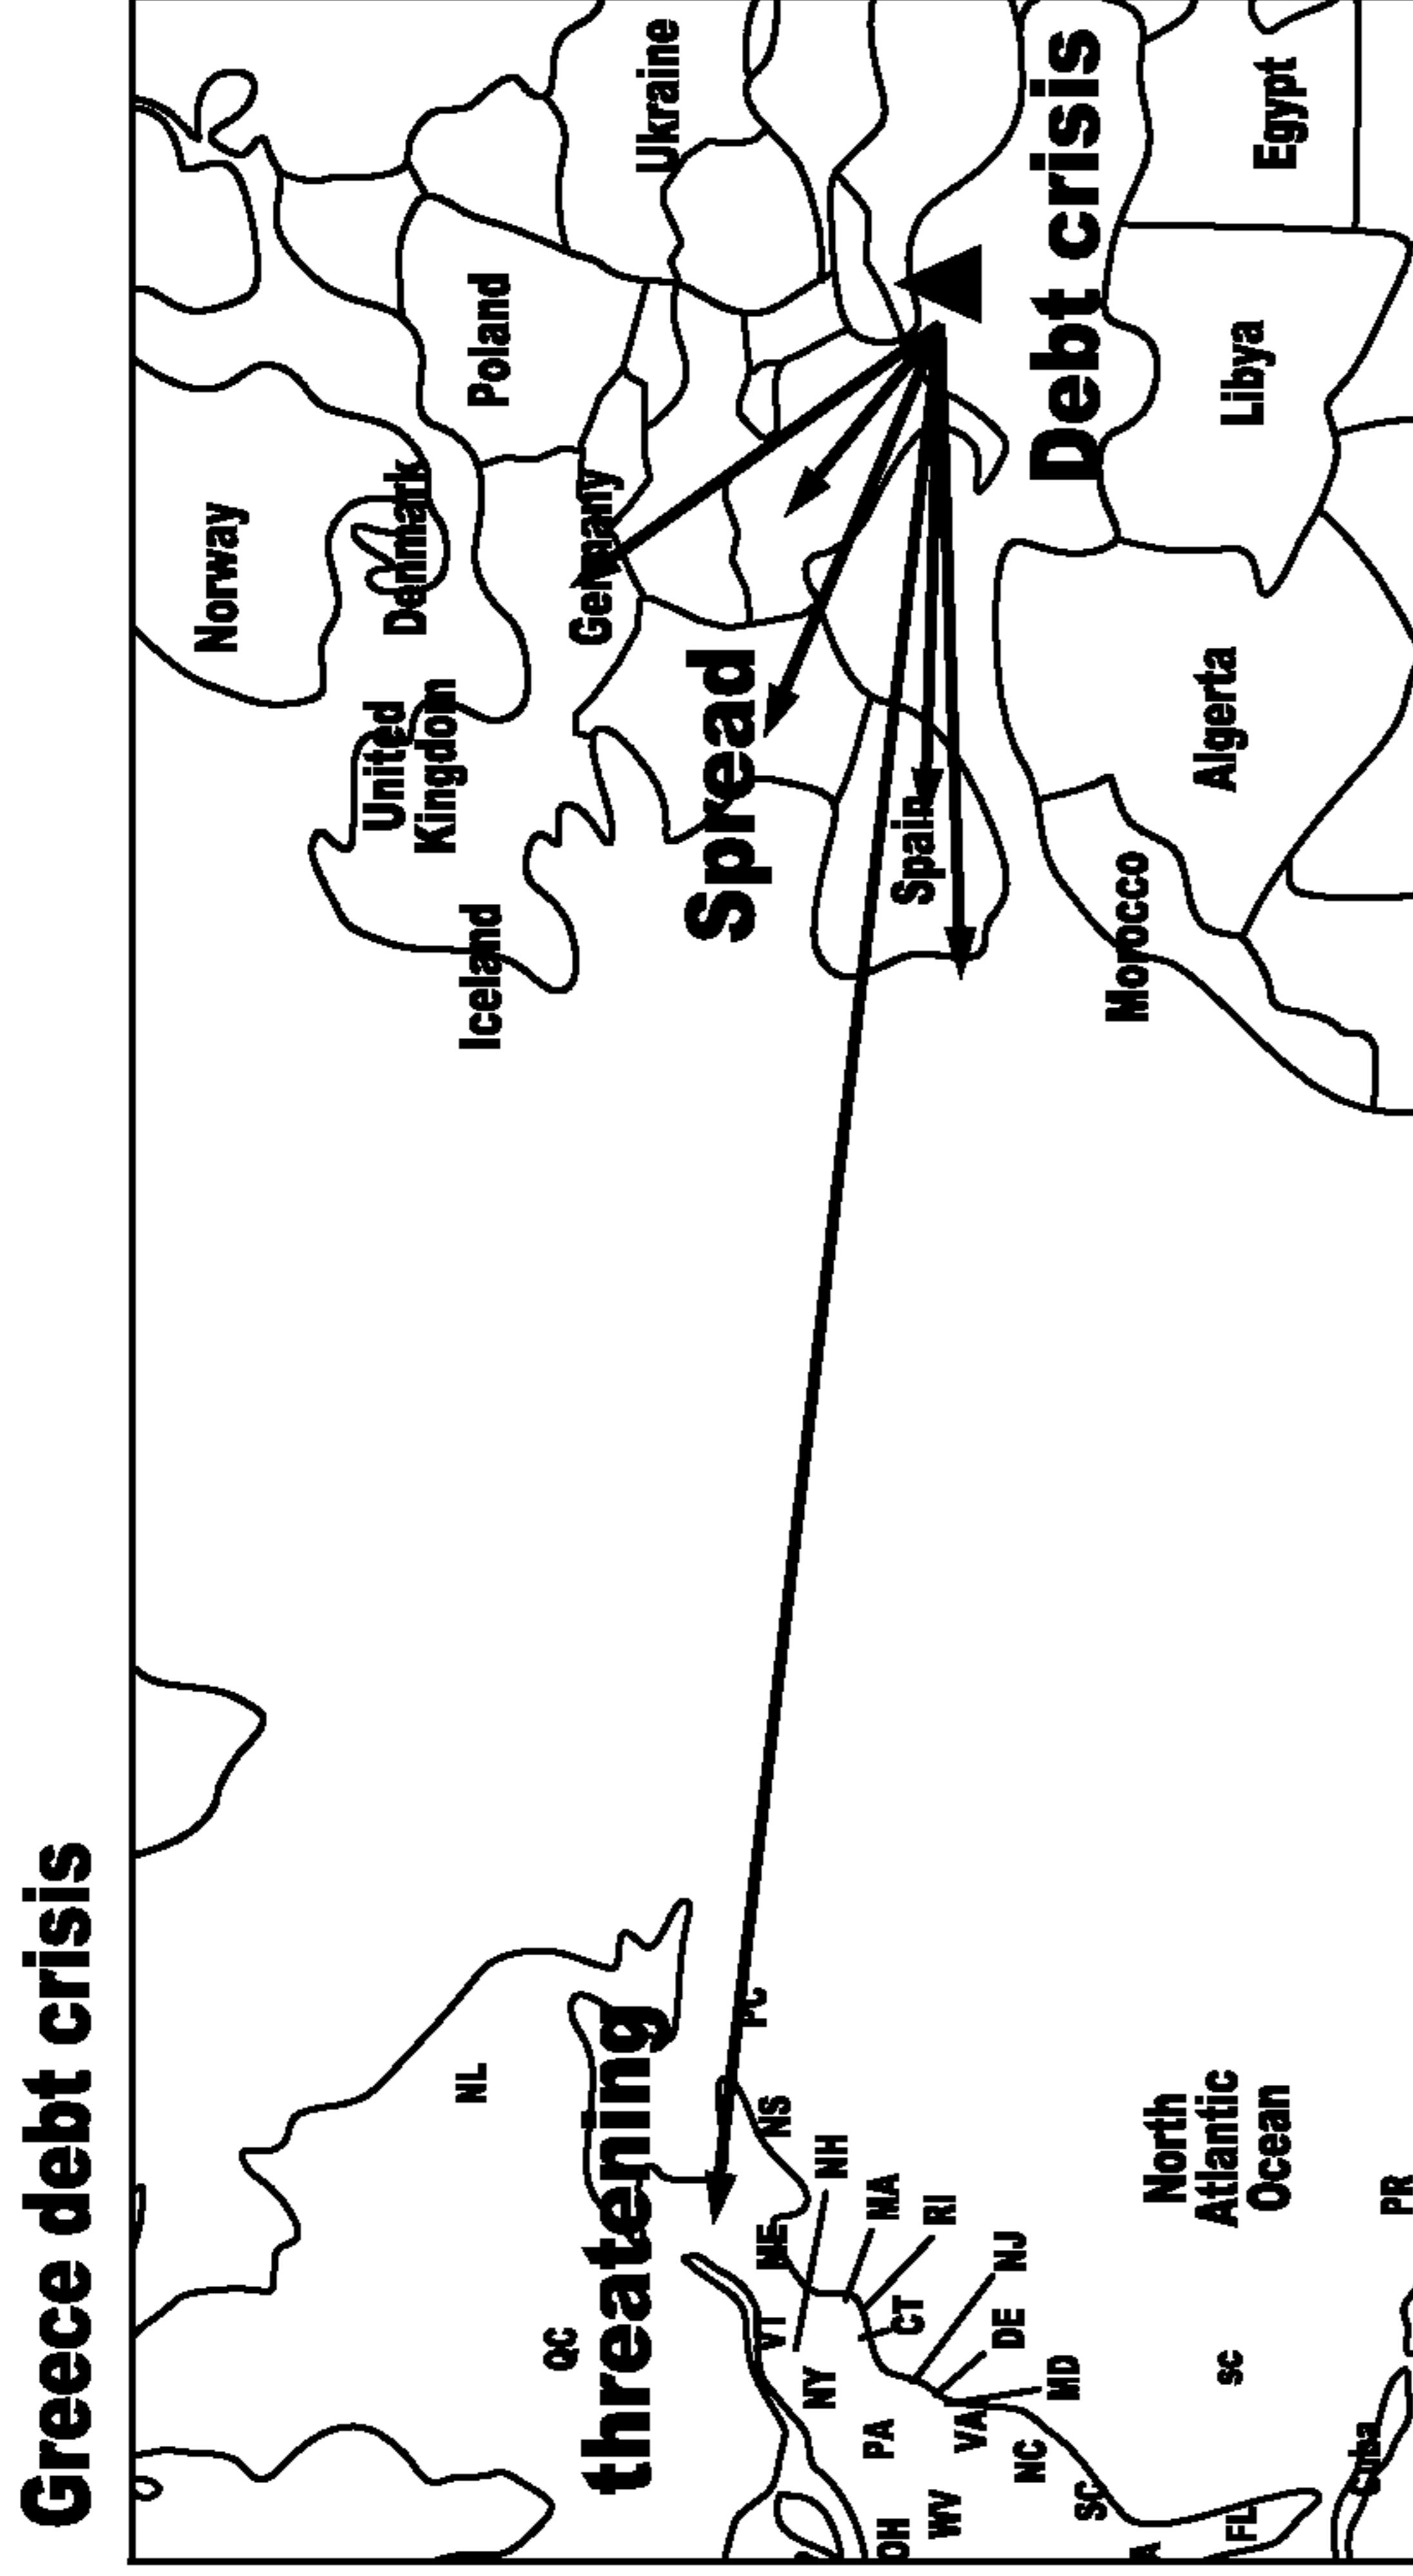 Greece debt crisis
Norway
Denmark
United
Kingdom
Iceland
Poland
Germany
Ukraine
Spread
Spain
Debt crisis
Morocco
Algerta
Libya
Egypt
NL
QC
threatening
PC
NS
ME
NH
VT
MA
NY
RI
CT
NJ
PA
DE
OH
WV
VA
MD
NC
SC
North
Atlantic
Ocean
A
FL
sc
Cuba
PR